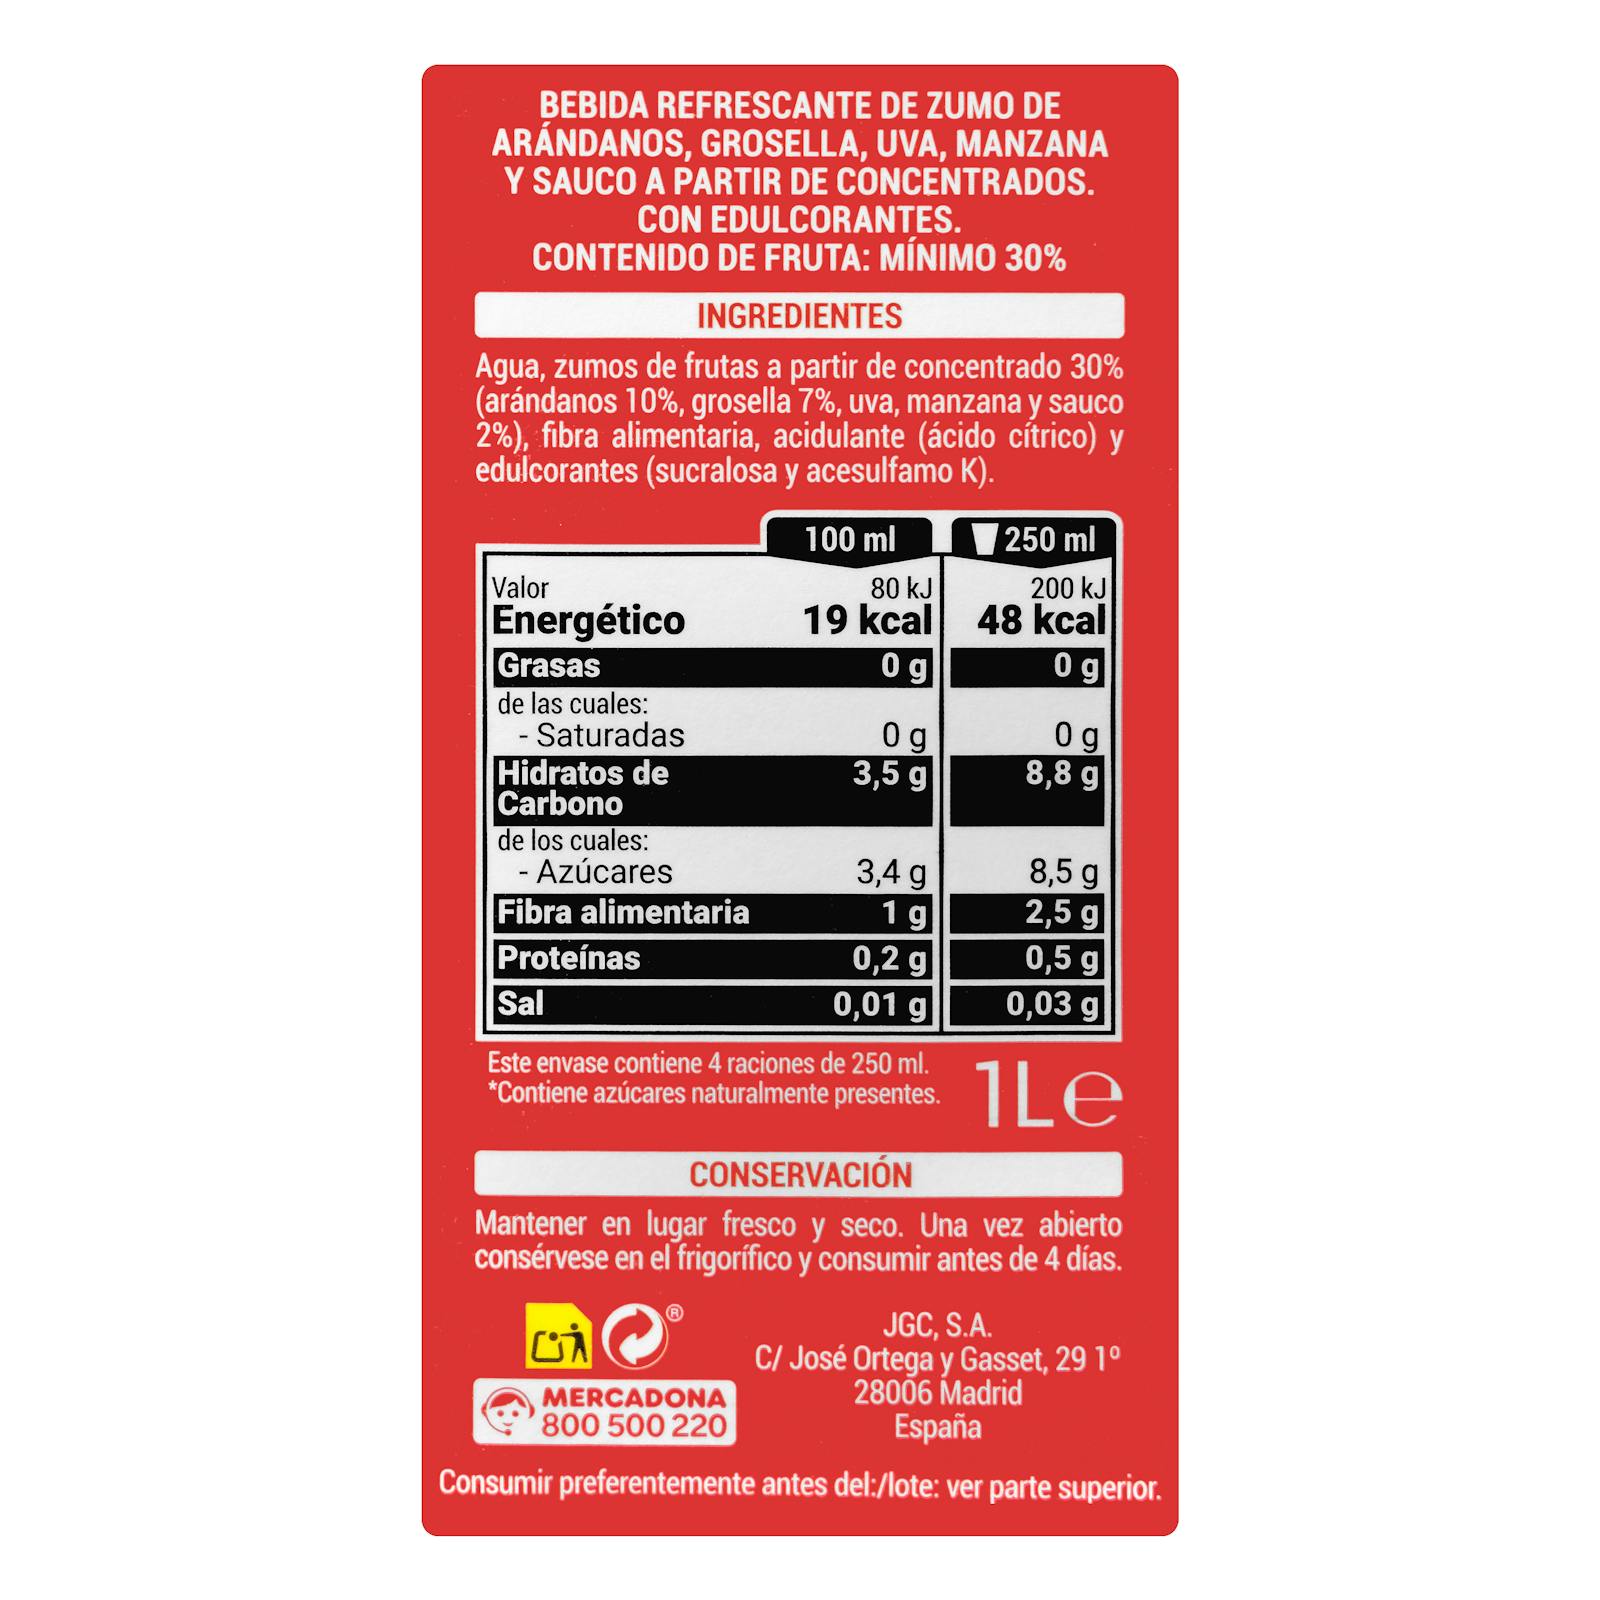 BEBIDA REFRESCANTE DE ZUMO DE
ARÁNDANOS, GROSELLA, UVA, MANZANA
Y SAUCO A PARTIR DE CONCENTRADOS.
CON EDULCORANTES.
CONTENIDO DE FRUTA: MÍNIMO 30%
INGREDIENTES
Agua, zumos de frutas a partir de concentrado 30%
(arándanos 10%, grosella 7%, uva, manzana y sauco
2%), fibra alimentaria, acidulante (ácido cítrico) y
edulcorantes (sucralosa y acesulfamo K).
100 ml 250 ml
Valor 80 kJ 200 kJ
Energético 19 kcal 48 kcal
Grasas 0 g 0 g
de las cuales:
- Saturadas 0 g 0 g
Hidratos de 3,5 g 8,8 g
Carbono
de los cuales:
- Azúcares 3,4 g 8,5 g
Fibra alimentaria 1 g 2,5 g
Proteínas 0,2 g 0,5 g
Sal 0,01 g 0,03 g
Este envase contiene 4 raciones de 250 ml.
*Contiene azúcares naturalmente presentes.
1L e
CONSERVACIÓN
Mantener en lugar fresco y seco. Una vez abierto
consérvese en el frigorífico y consumir antes de 4 días.
®
MERCADONA
800 500 220
JGC, S.A.
C/ José Ortega y Gasset, 29 1º
28006 Madrid
España
Consumir preferentemente antes del:/lote: ver parte superior.